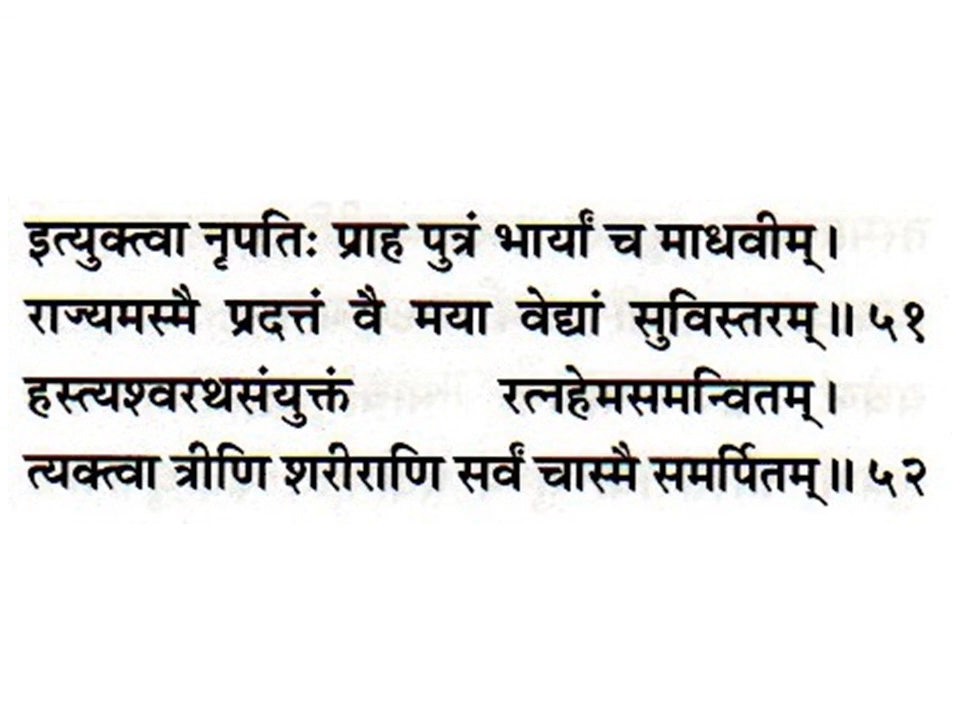 इत्युक्त्वा नृपतिः प्राह पुत्रं भार्यां च माधवीम् ।
राज्यमस्मै प्रदत्तं वै मया वेद्यां सुविस्तरम् ॥ ५१
हस्त्यश्वरथसंयुक्तं रत्नहेमसमन्वितम् ।
त्यक्त्वा त्रीणि शरीराणि सर्वं चास्मै समर्पितम् ॥ ५२